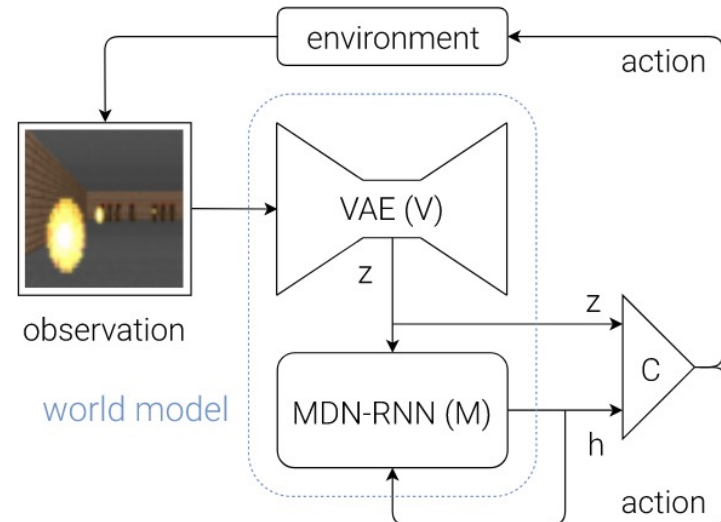 environment
action
VAE (V)
z
z
observation
C
world model
MDN-RNN (M)
h
action